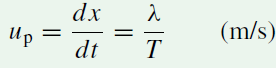 u_p = dx/dt = λ/T (m/s)